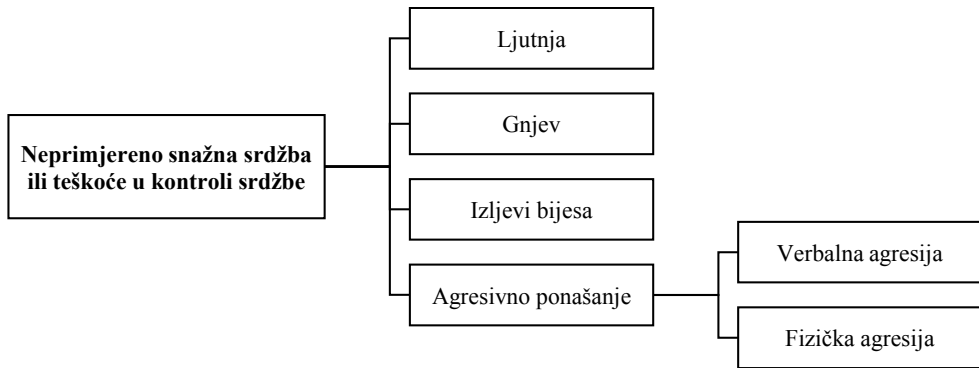 Ljutnja
Gnjev
Neprimjereno snažna srdžba
ili teškoće u kontroli srdžbe
Izljevi bijesa
Verbalna agresija
Agresivno ponašanje
Fizička agresija